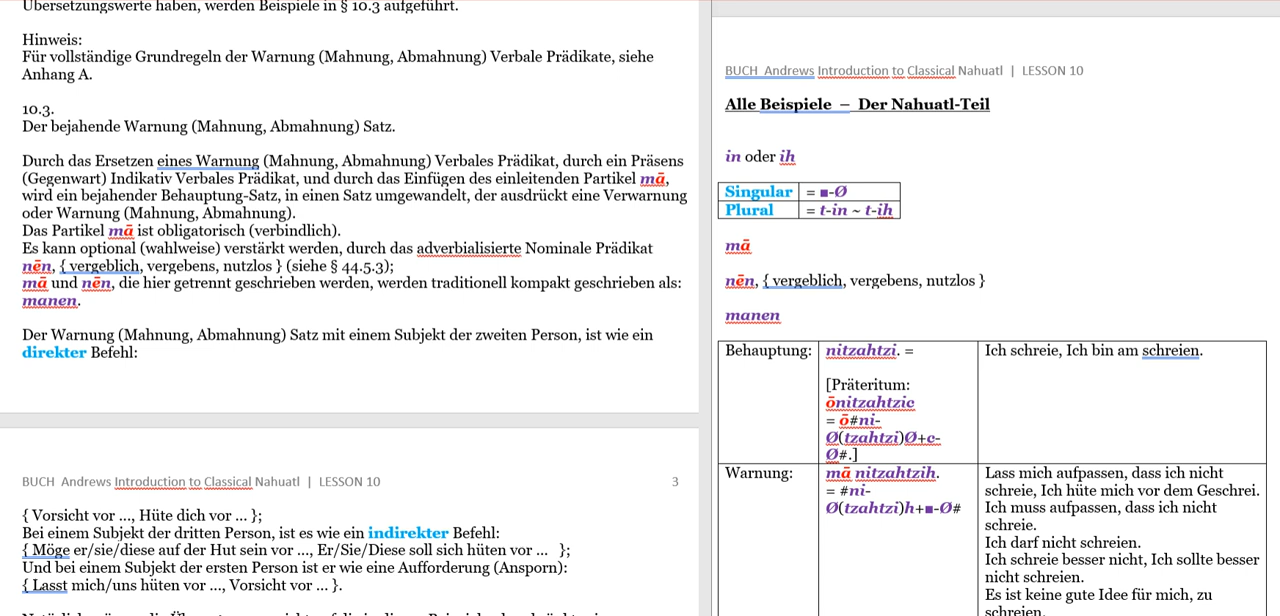 Übersetzungswerte haben, werden Beispiele in § 10.3 aufgeführt.
Hinweis:
Für vollständige Grundregeln der Warnung (Mahnung, Abmahnung) Verbale Prädikate, siehe
Anhang A.
10.3.
Der bejahende Warnung (Mahnung, Abmahnung) Satz.
Durch das Ersetzen eines Warnung (Mahnung, Abmahnung) Verbales Prädikat, durch ein Präsens
(Gegenwart) Indikativ Verbales Prädikat, und durch das Einfügen des einleitenden Partikel mā,
wird ein bejahender Behauptung-Satz, in einen Satz umgewandelt, der ausdrückt eine Verwarnung
oder Warnung (Mahnung, Abmahnung).
Das Partikel mā ist obligatorisch (verbindlich).
Es kann optional (wahlweise) verstärkt werden, durch das adverbialisierte Nominale Prädikat
nēn, { vergeblich, vergebens, nutzlos } (siehe § 44.5.3);
mā und nēn, die hier getrennt geschrieben werden, werden traditionell kompakt geschrieben als:
manen.
Der Warnung (Mahnung, Abmahnung) Satz mit einem Subjekt der zweiten Person, ist wie ein
direkter Befehl:
BUCH Andrews Introduction to Classical Nahuatl | LESSON 10 3
{ Vorsicht vor ..., Hüte dich vor ... };
Bei einem Subjekt der dritten Person, ist es wie ein indirekter Befehl:
{ Möge er/sie/diese auf der Hut sein vor ..., Er/Sie/Diese soll sich hüten vor ... };
Und bei einem Subjekt der ersten Person ist er wie eine Aufforderung (Ansporn):
{ Lasst mich/uns hüten vor ..., Vorsicht vor ... }.
BUCH Andrews Introduction to Classical Nahuatl | LESSON 10
Alle Beispiele – Der Nahuatl-Teil
in oder ih
Singular = ■-Ø
Plural = t-in ~ t-ih
mā
nēn, { vergeblich, vergebens, nutzlos }
manen
Behauptung: nitzahtzi. = Ich schreie, Ich bin am schreien.
[Präteritum:
ōnitzahtzic
= ō#ni-
Ø(tzahtzi)Ø+c-
Ø#.]
Warnung: mā nitzahtzih. Lass mich aufpassen, dass ich nicht
= #ni- schreie, Ich hüte mich vor dem Geschrei.
Ø(tzahtzi)h+■-Ø# Ich muss aufpassen, dass ich nicht
schreie.
Ich darf nicht schreien.
Ich schreie besser nicht, Ich sollte besser
nicht schreien.
Es ist keine gute Idee für mich, zu
schreien.